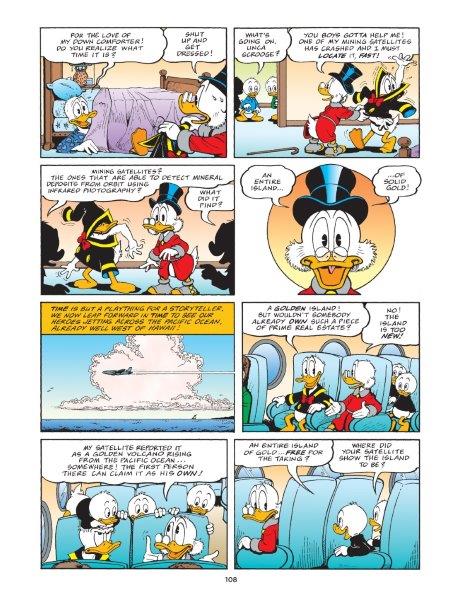 FOR THE LOVE OF
MY DOWN COMFORTER!
DO YOU REALIZE WHAT
TIME IT IS?
SHUT
UP AND
GET
DRESSED!
WHAT'S
GOING ON,
UNCA
SCROOGE?
YOU BOYS GOTTA HELP ME!
ONE OF MY MINING SATELLITES
HAS CRASHED AND I MUST
LOCATE IT, FAST!
MINING SATELLITES?
THE ONES THAT ARE ABLE TO DETECT MINERAL
DEPOSITS FROM ORBIT USING
INFRARED PHOTOGRAPHY?
WHAT
DID IT
FIND?
AN
ENTIRE
ISLAND...
...OF
SOLID
GOLD!
TIME IS BUT A PLAYTHING FOR A STORYTELLER.
WE NOW LEAP FORWARD IN TIME TO SEE OUR
HEROES JETTING ACROSS THE PACIFIC OCEAN,
ALREADY WELL WEST OF HAWAII!
A GOLDEN ISLAND!
BUT WOULDN'T SOMEBODY
ALREADY OWN SUCH A PIECE
OF PRIME REAL ESTATE?
NO!
THE
ISLAND
IS TOO
NEW!
MY SATELLITE REPORTED IT
AS A GOLDEN VOLCANO RISING
FROM THE PACIFIC OCEAN...
SOMEWHERE! THE FIRST PERSON
THERE CAN CLAIM IT AS HIS OWN!
AN ENTIRE ISLAND
OF GOLD...FREE FOR
THE TAKING?
WHERE DID
YOUR SATELLITE
SHOW THE ISLAND
TO BE?
108